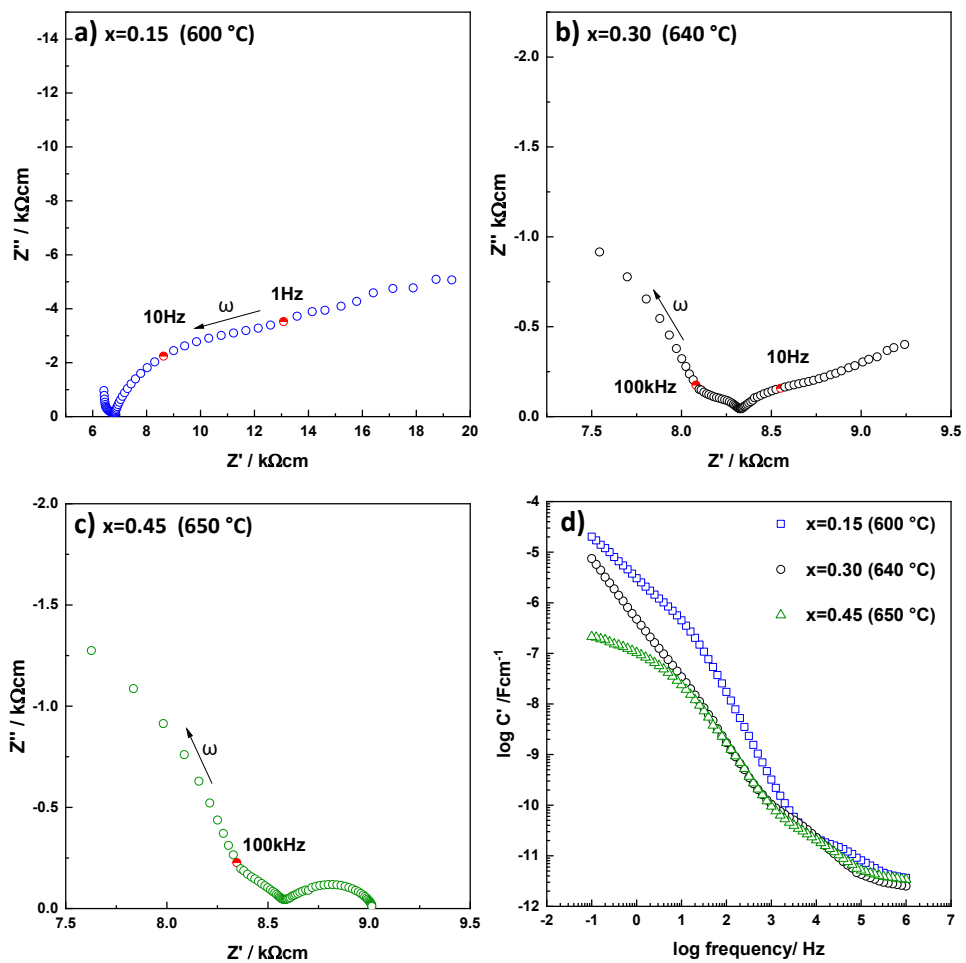 a) x=0.15 (600 °C)
Z'' / kΩcm
-14
-12
-10
-8
-6
-4
-2
0
10Hz
ω
1Hz
6 8 10 12 14 16 18 20
Z' / kΩcm
b) x=0.30 (640 °C)
Z'' kΩcm
-2.0
-1.5
-1.0
-0.5
0.0
ω
100kHz
10Hz
7.5 8.0 8.5 9.0 9.5
Z' / kΩcm
c) x=0.45 (650 °C)
Z'' / kΩcm
-2.0
-1.5
-1.0
-0.5
0.0
ω
100kHz
7.5 8.0 8.5 9.0 9.5
Z' / kΩcm
d)
x=0.15 (600 °C)
x=0.30 (640 °C)
x=0.45 (650 °C)
log C' /Fcm-1
-4
-5
-6
-7
-8
-9
-10
-11
-12
-2 -1 0 1 2 3 4 5 6 7
log frequency/ Hz